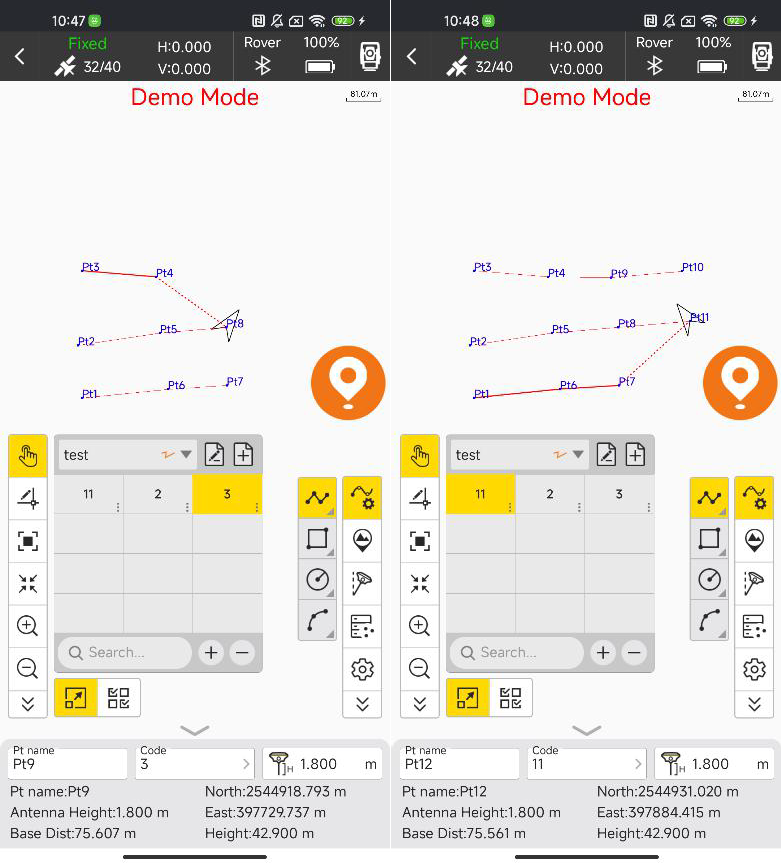 10:47
92
Fixed
32/40
H:0.000
V:0.000
Rover
100%
Demo Mode
81.07m
Pt3
Pt4
Pt8
Pt5
Pt2
Pt7
Pt6
Pt1
test
11 2 3
Search...
Pt name
Pt9
Code
3
H
1.800 m
Pt name:Pt9
North:2544918.793 m
Antenna Height:1.800 m
East:397729.737 m
Base Dist:75.607 m
Height:42.900 m
10:48
92
Fixed
32/40
H:0.000
V:0.000
Rover
100%
Demo Mode
81.07m
Pt3
Pt4
Pt9
Pt10
Pt11
Pt8
Pt5
Pt2
Pt7
Pt6
Pt1
test
11 2 3
Search...
Pt name
Pt12
Code
11
H
1.800 m
Pt name:Pt12
North:2544931.020 m
Antenna Height:1.800 m
East:397884.415 m
Base Dist:75.561 m
Height:42.900 m